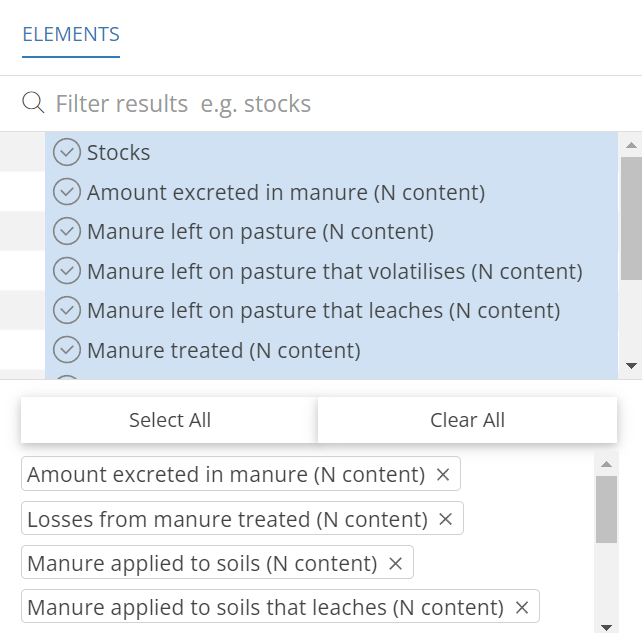 ELEMENTS
Filter results e.g. stocks
Stocks
Amount excreted in manure (N content)
Manure left on pasture (N content)
Manure left on pasture that volatilises (N content)
Manure left on pasture that leaches (N content)
Manure treated (N content)
Select All
Clear All
Amount excreted in manure (N content) ×
Losses from manure treated (N content) ×
Manure applied to soils (N content) ×
Manure applied to soils that leaches (N content) ×